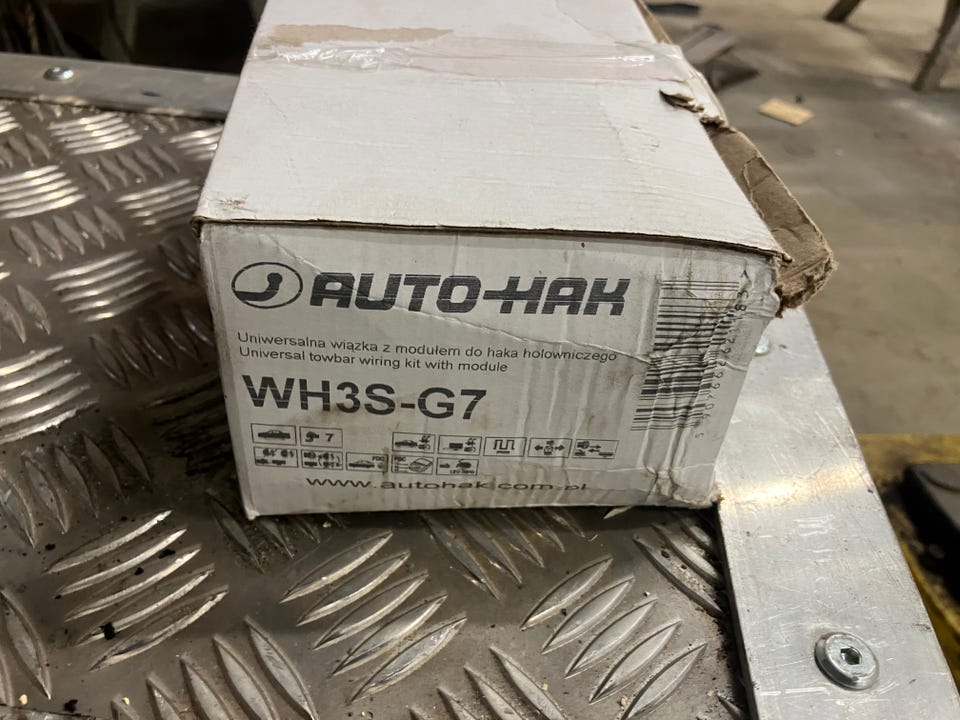 AUTO-HAK
Uniwersalna wiązka z modułem do haka holowniczego
Universal towbar wiring kit with module
WH3S-G7
7
PDC
www.autohak.com.pl